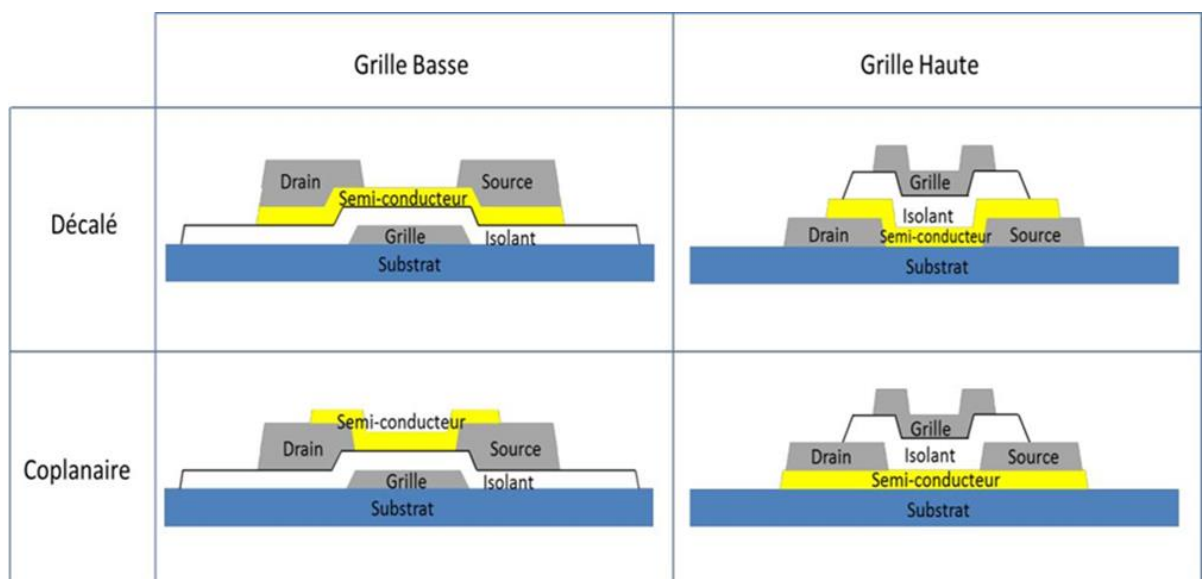 Grille Basse
Grille Haute
Décalé
Drain
Source
Semi-conducteur
Grille
Isolant
Substrat
Grille
Isolant
Drain
Semi-conducteur
Source
Substrat
Coplanaire
Semi-conducteur
Drain
Source
Grille
Isolant
Substrat
Grille
Drain
Isolant
Source
Semi-conducteur
Substrat